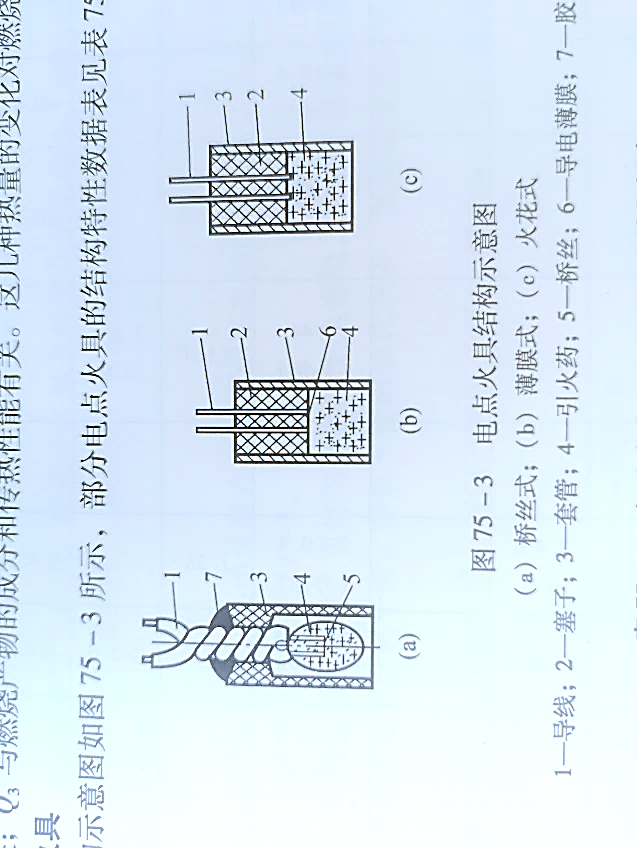 ; Q₃ 与燃烧产物的成分和传热性能有关。这几种热量的变化对燃烧
火具
示意图如图 75-3 所示，部分电点火具的结构特性数据表见表 75
1 7 3 4 5
(a)
1 2 3 6 4
(b)
1 3 2 4
(c)
图 75-3 电点火具结构示意图
(a) 桥丝式；(b) 薄膜式；(c) 火花式
1—导线；2—塞子；3—套管；4—引火药；5—桥丝；6—导电薄膜；7—胶